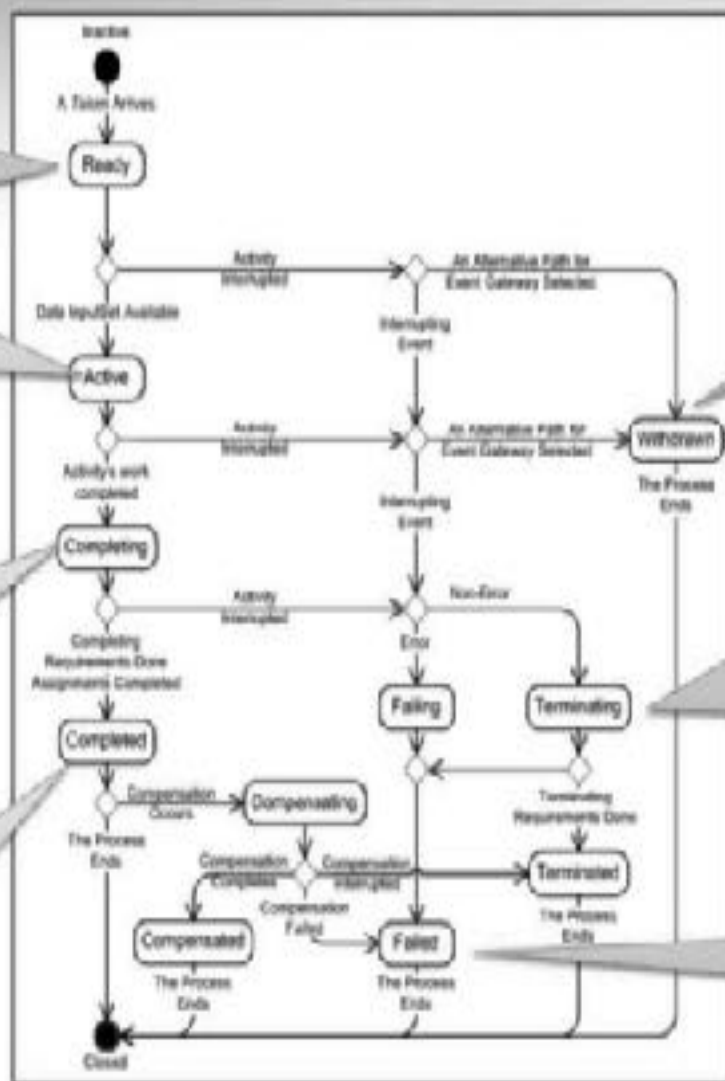 Inactive
A Token Arrives
Ready
Activity
Interrupted
An Alternative Path for
Event Gateway Selected
Data InputSet Available
Interrupting
Event
Active
Activity
Interrupted
An Alternative Path for
Event Gateway Selected
Withdrawn
Activity's work
completed
The Process
Ends
Interrupting
Event
Completing
Activity
Interrupted
Non-Error
Error
Completing
Requirements Done
Assignments Completed
Failing
Terminating
Completed
Compensation
Occurs
Compensating
Terminating
Requirements Done
The Process
Ends
Compensation
Completes
Compensation
Interrupted
Terminated
Compensation
Failed
The Process
Ends
Compensated
Failed
The Process
Ends
The Process
Ends
Closed